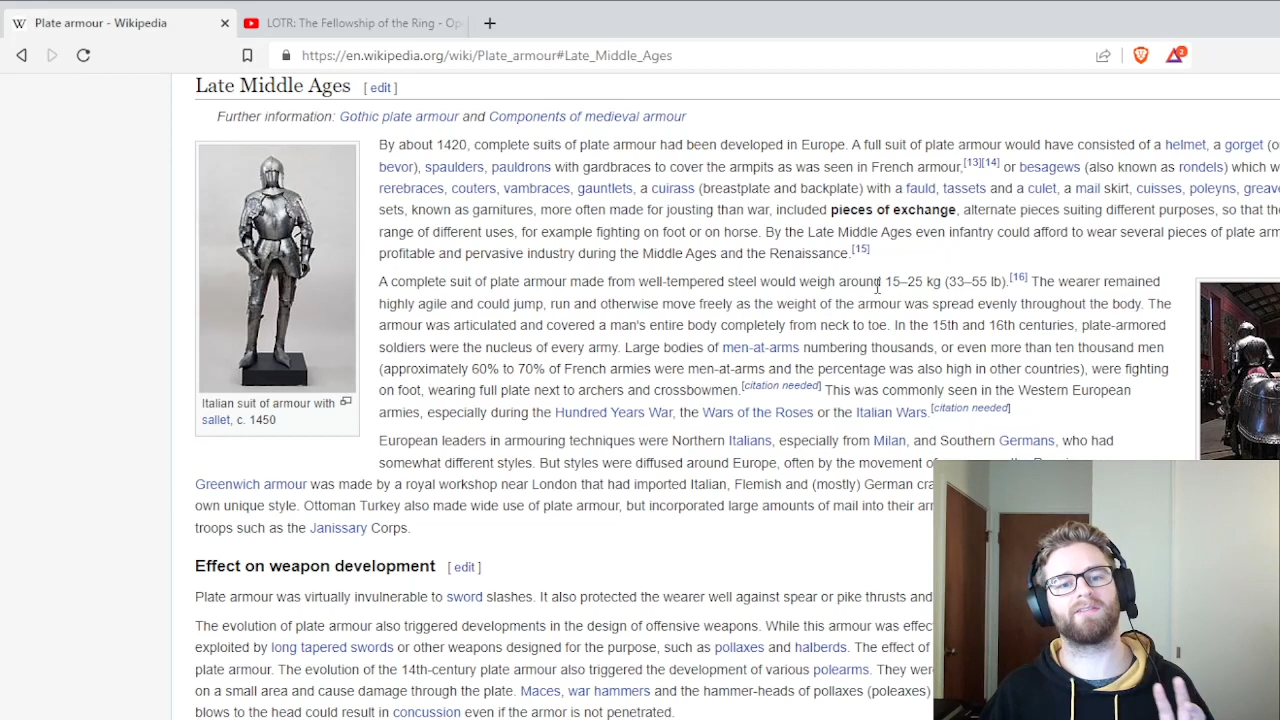 Plate armour - Wikipedia
LOTR: The Fellowship of the Ring - Op
https://en.wikipedia.org/wiki/Plate_armour#Late_Middle_Ages
2
Late Middle Ages [ edit ]
Further information: Gothic plate armour and Components of medieval armour
By about 1420, complete suits of plate armour had been developed in Europe. A full suit of plate armour would have consisted of a helmet, a gorget (o
bevor), spaulders, pauldrons with gardbraces to cover the armpits as was seen in French armour,[13][14] or besagews (also known as rondels) which w
rerebraces, couters, vambraces, gauntlets, a cuirass (breastplate and backplate) with a fauld, tassets and a culet, a mail skirt, cuisses, poleyns, greave
sets, known as garnitures, more often made for jousting than war, included pieces of exchange, alternate pieces suiting different purposes, so that the
range of different uses, for example fighting on foot or on horse. By the Late Middle Ages even infantry could afford to wear several pieces of plate arm
profitable and pervasive industry during the Middle Ages and the Renaissance.[15]
A complete suit of plate armour made from well-tempered steel would weigh around 15–25 kg (33–55 lb).[16] The wearer remained
highly agile and could jump, run and otherwise move freely as the weight of the armour was spread evenly throughout the body. The
armour was articulated and covered a man's entire body completely from neck to toe. In the 15th and 16th centuries, plate-armored
soldiers were the nucleus of every army. Large bodies of men-at-arms numbering thousands, or even more than ten thousand men
(approximately 60% to 70% of French armies were men-at-arms and the percentage was also high in other countries), were fighting
on foot, wearing full plate next to archers and crossbowmen.[citation needed] This was commonly seen in the Western European
armies, especially during the Hundred Years War, the Wars of the Roses or the Italian Wars.[citation needed]
Italian suit of armour with
sallet, c. 1450
European leaders in armouring techniques were Northern Italians, especially from Milan, and Southern Germans, who had
somewhat different styles. But styles were diffused around Europe, often by the movement of
Greenwich armour was made by a royal workshop near London that had imported Italian, Flemish and (mostly) German cra
own unique style. Ottoman Turkey also made wide use of plate armour, but incorporated large amounts of mail into their arm
troops such as the Janissary Corps.
Effect on weapon development [ edit ]
Plate armour was virtually invulnerable to sword slashes. It also protected the wearer well against spear or pike thrusts and
The evolution of plate armour also triggered developments in the design of offensive weapons. While this armour was effec
exploited by long tapered swords or other weapons designed for the purpose, such as pollaxes and halberds. The effect of
plate armour. The evolution of the 14th-century plate armour also triggered the development of various polearms. They wer
on a small area and cause damage through the plate. Maces, war hammers and the hammer-heads of pollaxes (poleaxes)
blows to the head could result in concussion even if the armor is not penetrated.